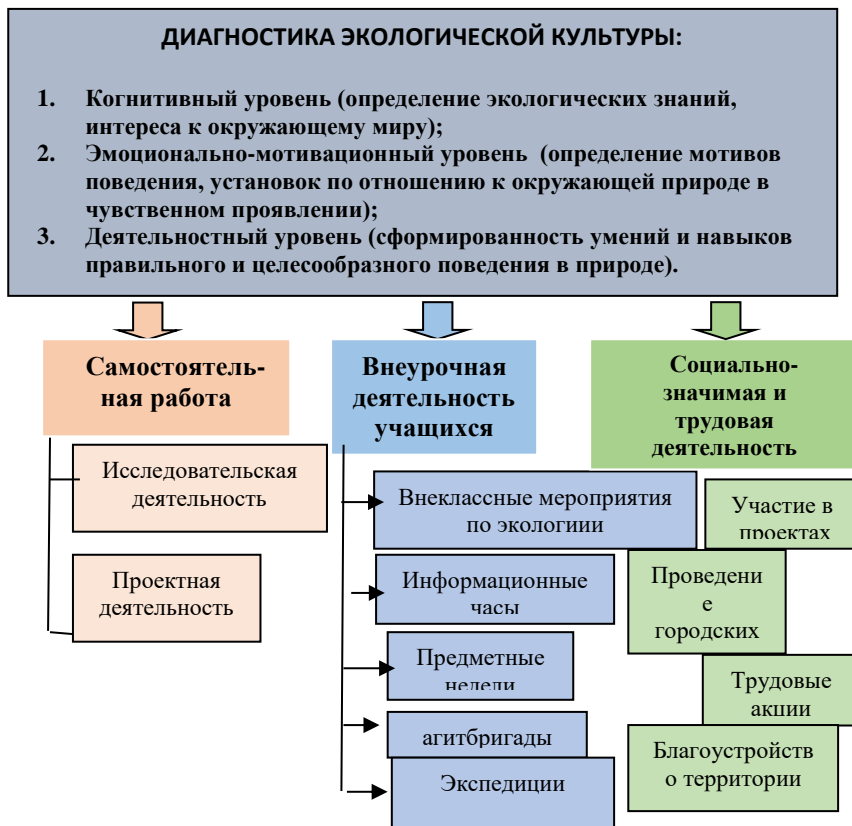 ДИАГНОСТИКА ЭКОЛОГИЧЕСКОЙ КУЛЬТУРЫ:
1. Когнитивный уровень (определение экологических знаний,
интереса к окружающему миру);
2. Эмоционально-мотивационный уровень (определение мотивов
поведения, установок по отношению к окружающей природе в
чувственном проявлении);
3. Деятельностный уровень (сформированность умений и навыков
правильного и целесообразного поведения в природе).
Самостоятель-
ная работа
Исследовательская
деятельность
Проектная
деятельность
Внеурочная
деятельность
учащихся
Внеклассные мероприятия
по экологиии
Информационные
часы
Предметные
недели
агитбригады
Экспедиции
Социально-
значимая и
трудовая
деятельность
Участие в
проектах
Проведени
е
городских
Трудовые
акции
Благоустройств
о территории